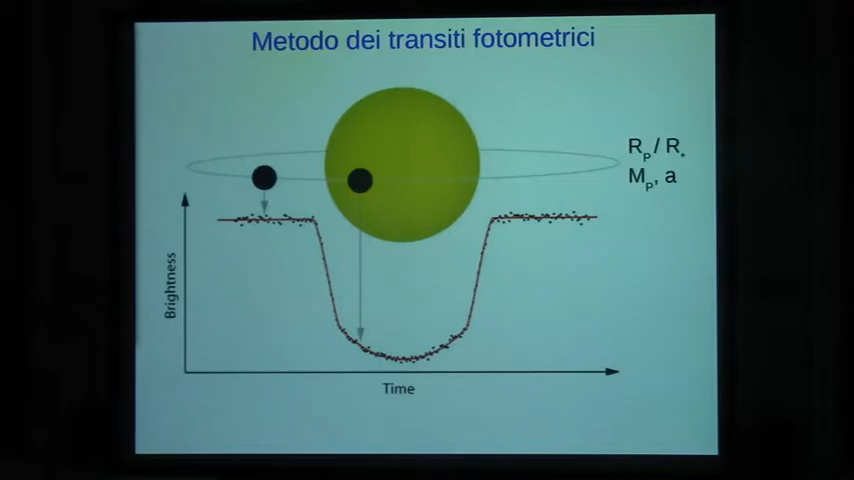 Metodo dei transiti fotometrici
R_P / R_*
M_P, a
Brightness
Time